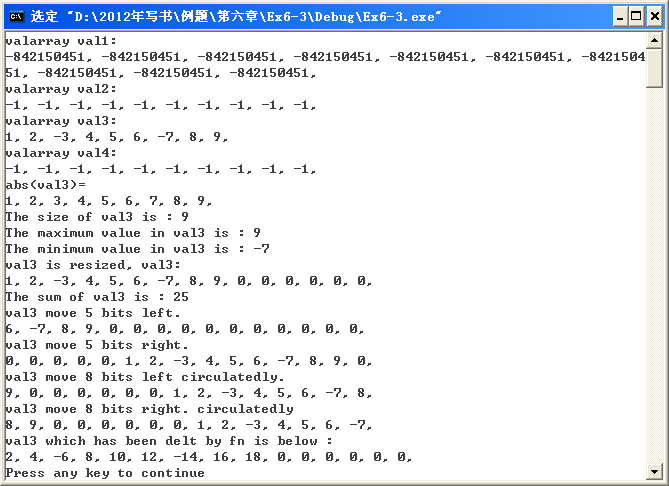 选定 "D:\2012年写书\例题\第六章\Ex6-3\Debug\Ex6-3.exe"
valarray val1:
-842150451, -842150451, -842150451, -842150451, -842150451, -842150451, -8421504
51, -842150451, -842150451, -842150451,
valarray val2:
-1, -1, -1, -1, -1, -1, -1, -1, -1, -1,
valarray val3:
1, 2, -3, 4, 5, 6, -7, 8, 9,
valarray val4:
-1, -1, -1, -1, -1, -1, -1, -1, -1, -1,
abs(val3)=
1, 2, 3, 4, 5, 6, 7, 8, 9,
The size of val3 is : 9
The maximum value in val3 is : 9
The minimum value in val3 is : -7
val3 is resized, val3:
1, 2, -3, 4, 5, 6, -7, 8, 9, 0, 0, 0, 0, 0, 0,
The sum of val3 is : 25
val3 move 5 bits left.
6, -7, 8, 9, 0, 0, 0, 0, 0, 0, 0, 0, 0, 0, 0,
val3 move 5 bits right.
0, 0, 0, 0, 0, 1, 2, -3, 4, 5, 6, -7, 8, 9, 0,
val3 move 8 bits left circulatedly.
9, 0, 0, 0, 0, 0, 0, 1, 2, -3, 4, 5, 6, -7, 8,
val3 move 8 bits right. circulatedly
8, 9, 0, 0, 0, 0, 0, 0, 1, 2, -3, 4, 5, 6, -7,
val3 which has been delt by fn is below :
2, 4, -6, 8, 10, 12, -14, 16, 18, 0, 0, 0, 0, 0, 0,
Press any key to continue